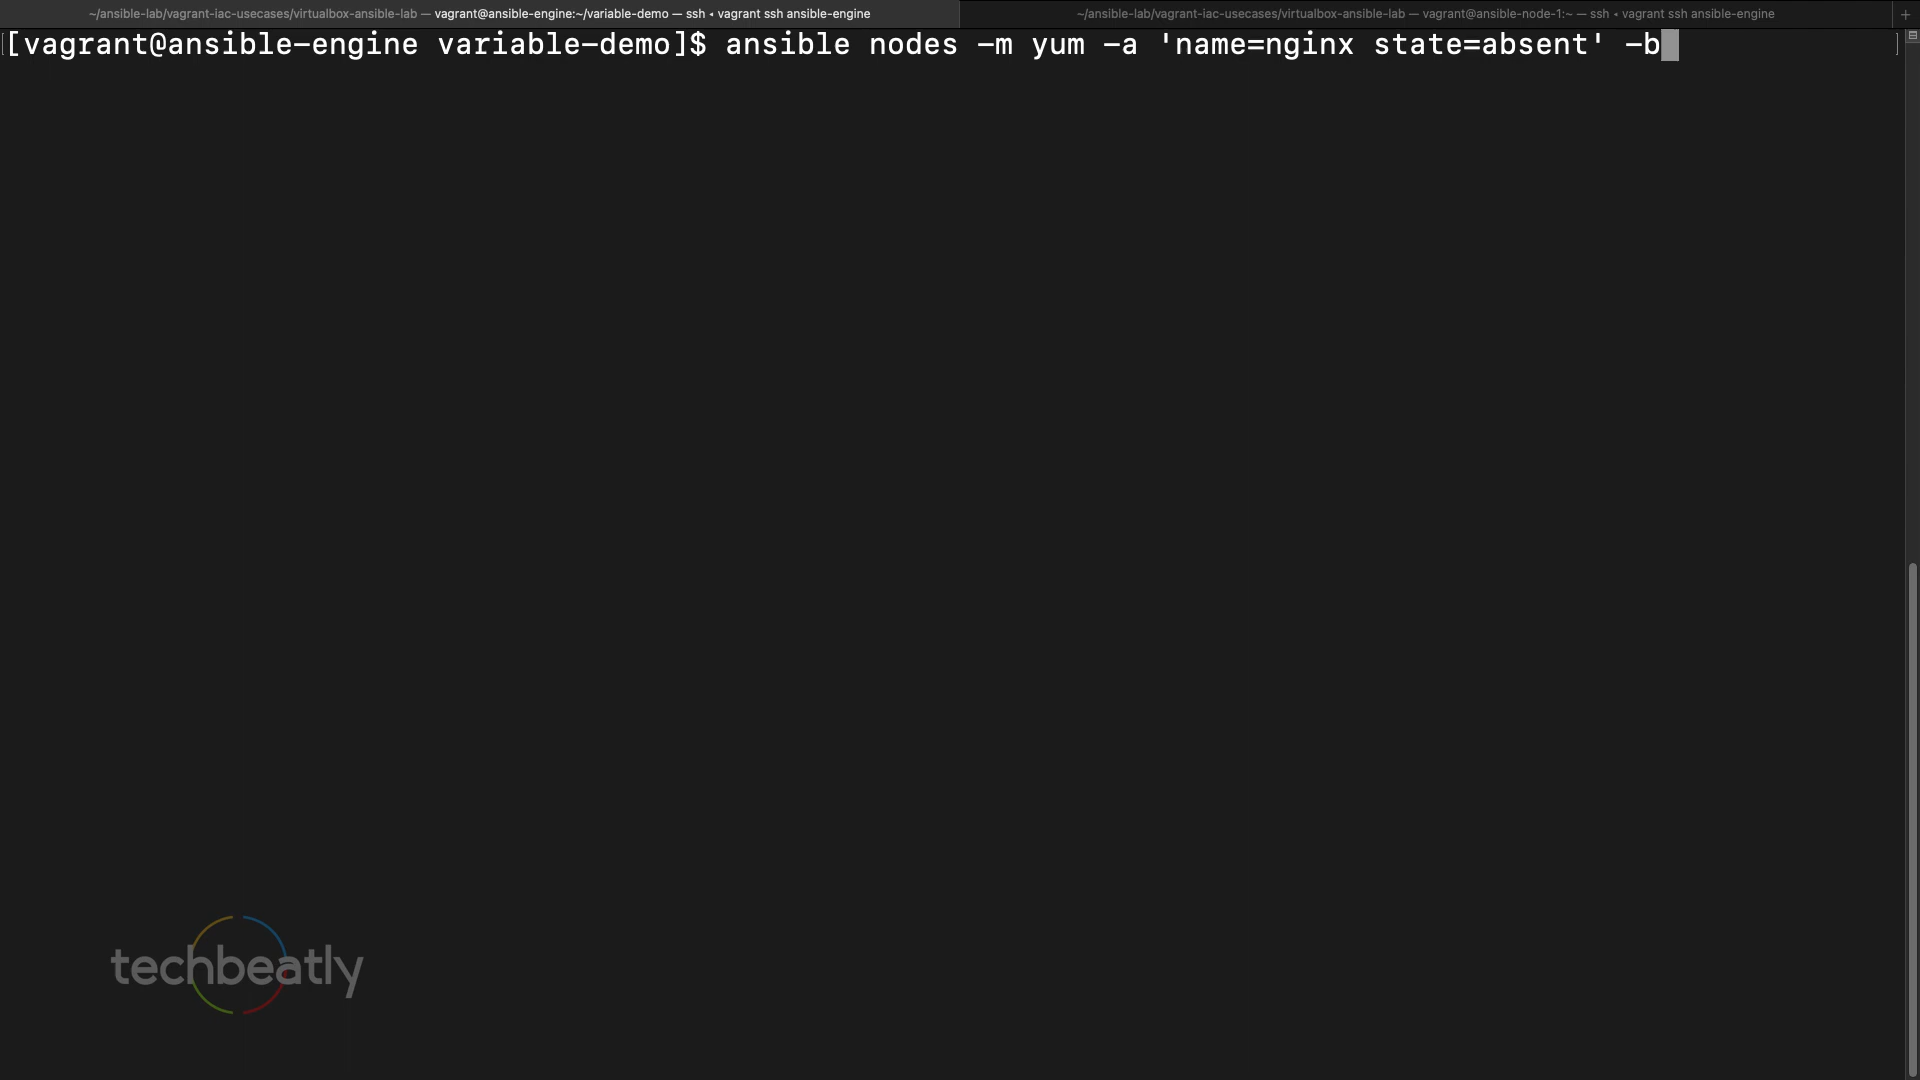 ~/ansible-lab/vagrant-iac-usecases/virtualbox-ansible-lab — vagrant@ansible-engine:~/variable-demo — ssh ◂ vagrant ssh ansible-engine
~/ansible-lab/vagrant-iac-usecases/virtualbox-ansible-lab — vagrant@ansible-node-1:~ — ssh ◂ vagrant ssh ansible-engine
[vagrant@ansible-engine variable-demo]$ ansible nodes -m yum -a 'name=nginx state=absent' -b
techbeatly